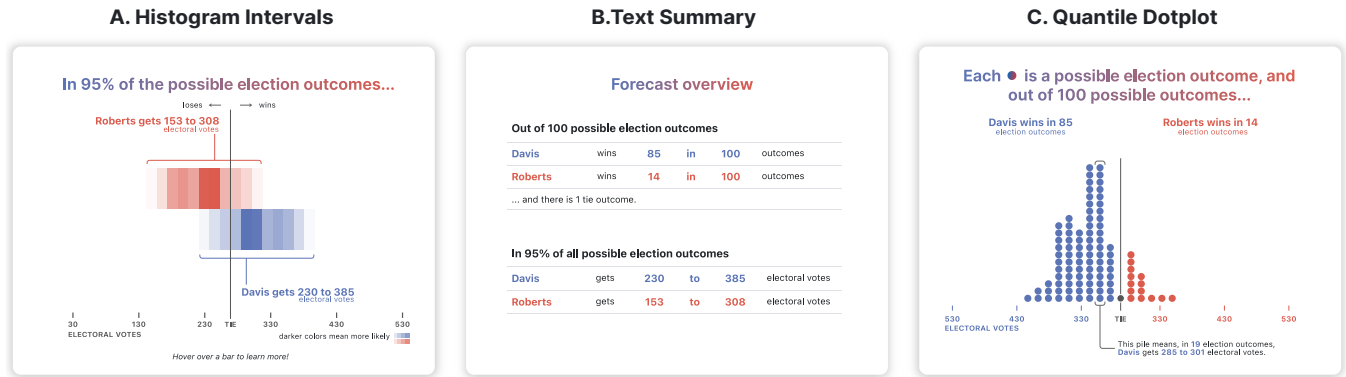 A. Histogram Intervals
In 95% of the possible election outcomes...
loses ← → wins
Roberts gets 153 to 308
electoral votes
Davis gets 230 to 385
electoral votes
30 130 230 TIE 330 430 530
ELECTORAL VOTES
darker colors mean more likely
Hover over a bar to learn more!
B.Text Summary
Forecast overview
Out of 100 possible election outcomes
Davis wins 85 in 100 outcomes
Roberts wins 14 in 100 outcomes
... and there is 1 tie outcome.
In 95% of all possible election outcomes
Davis gets 230 to 385 electoral votes
Roberts gets 153 to 308 electoral votes
C. Quantile Dotplot
Each ● is a possible election outcome, and
out of 100 possible outcomes...
Davis wins in 85
election outcomes
Roberts wins in 14
election outcomes
530 430 330 TIE 330 430 530
ELECTORAL VOTES
This pile means, in 19 election outcomes,
Davis gets 285 to 301 electoral votes.